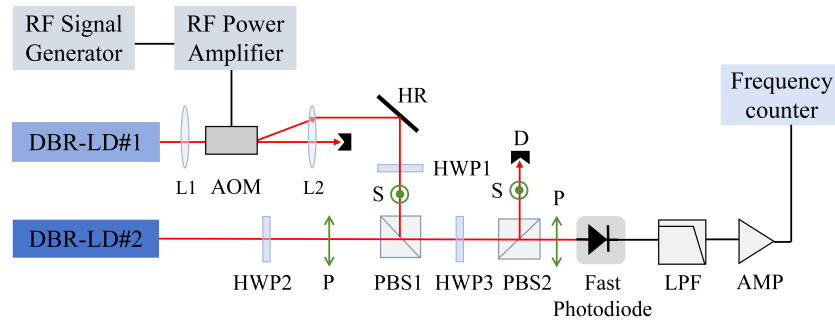 RF Signal
Generator
RF Power
Amplifier
HR
Frequency
counter
DBR-LD#1
L1
AOM
L2
HWP1
D
S
S
P
DBR-LD#2
HWP2
P
PBS1
HWP3
PBS2
Fast
Photodiode
LPF
AMP